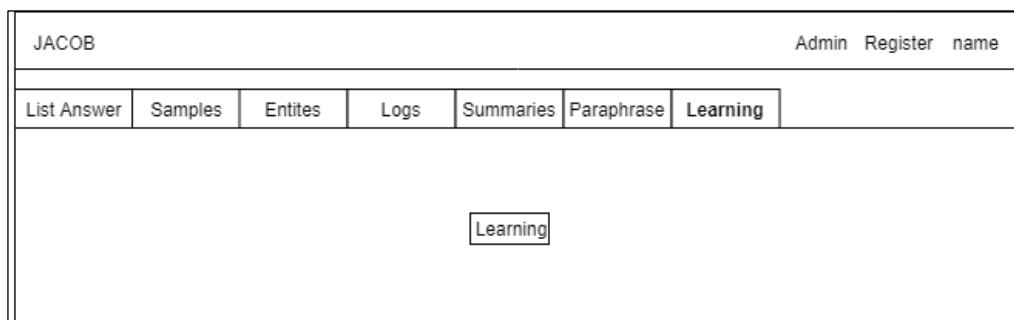 JACOB Admin Register name
List Answer Samples Entites Logs Summaries Paraphrase Learning
Learning